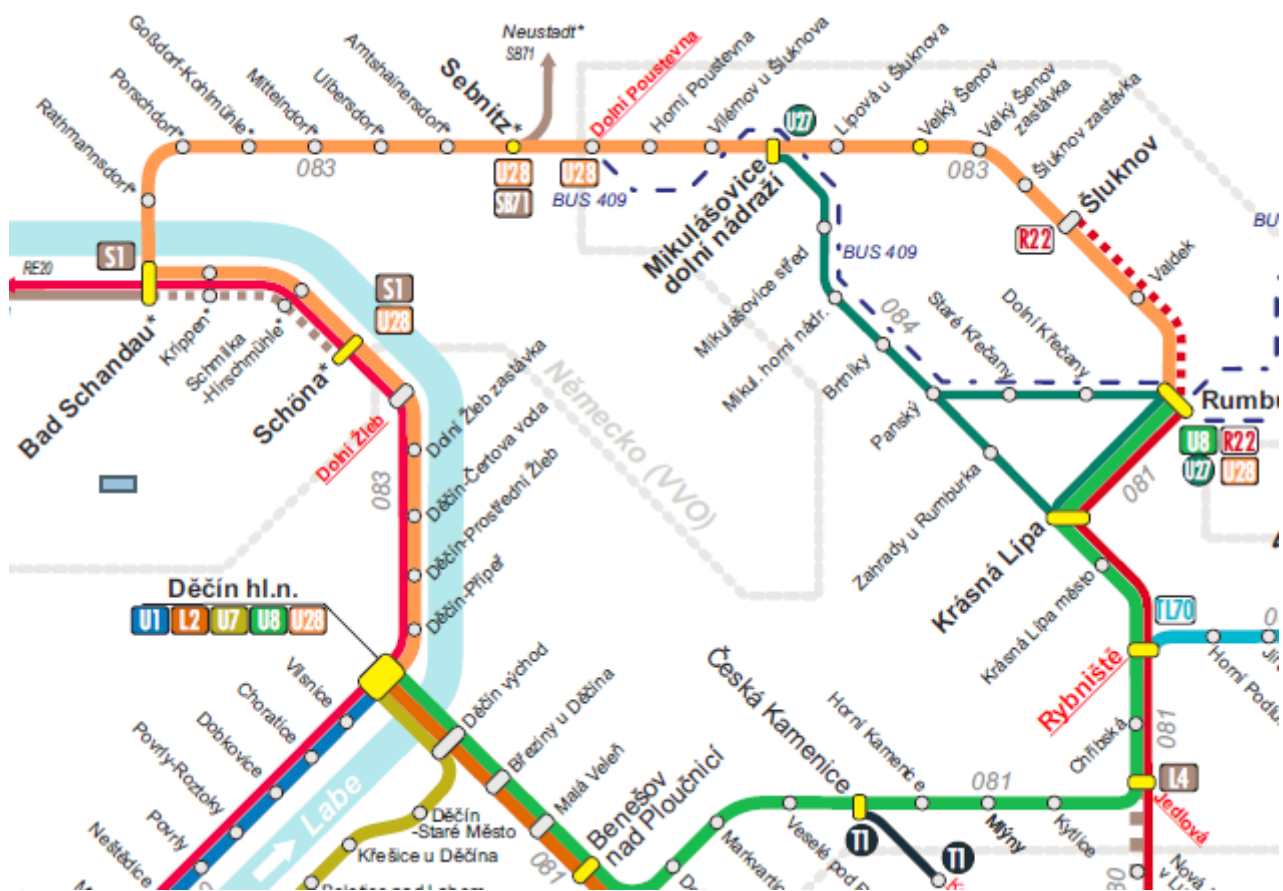 Neustadt*
SB71
Goßdorf-Kohlmühle*
Porschdorf*
Rathmannsdorf*
Mittelndorf*
Ulbersdorf*
Amtshainersdorf*
Sebnitz*
Dolní Poustevna
Horní Poustevna
Vilémov u Šluknova
U27
Lipová u Šluknova
Velký Šenov
Velký Šenov
zastávka
Šluknov zastávka
Šluknov
083
083
U28
SB71
U28
BUS 409
Mikulášovice
dolní nádraží
R22
BUS 409
Valdek
S1
RE20
S1
U28
Bad Schandau*
Krippen*
Schmilka
-Hirschmühle*
Schöna*
Dolní Žleb
083
Dolní Žleb zastávka
Děčín-Čertova voda
Děčín-Prostřední Žleb
Děčín-Přípeř
Německo (VVO)
Mikulášovice střed
Mikul. horní nádr.
084
Brtníky
Staré Křečany
Dolní Křečany
Panský
Zahrady u Rumburka
U8
R22
U27
U28
081
Krásná Lípa
Krásná Lípa město
TL70
Rybniště
Horní Podlu
Chřibská
081
L4
Jedlová
Děčín hl.n.
U1
L2
U7
U8
U28
Vilsnice
Choratice
Dobkovice
Povrly-Roztoky
Povrly
Neštědice
Labe
Děčín východ
Březiny u Děčína
Malá Veleň
Benešov
nad Ploučnicí
081
Děčín
-Staré Město
Křešice u Děčína
Česká Kamenice
Horní Kamenice
081
Mlýny
Kytlice
T1
T1
Veselé pod
Markvartic